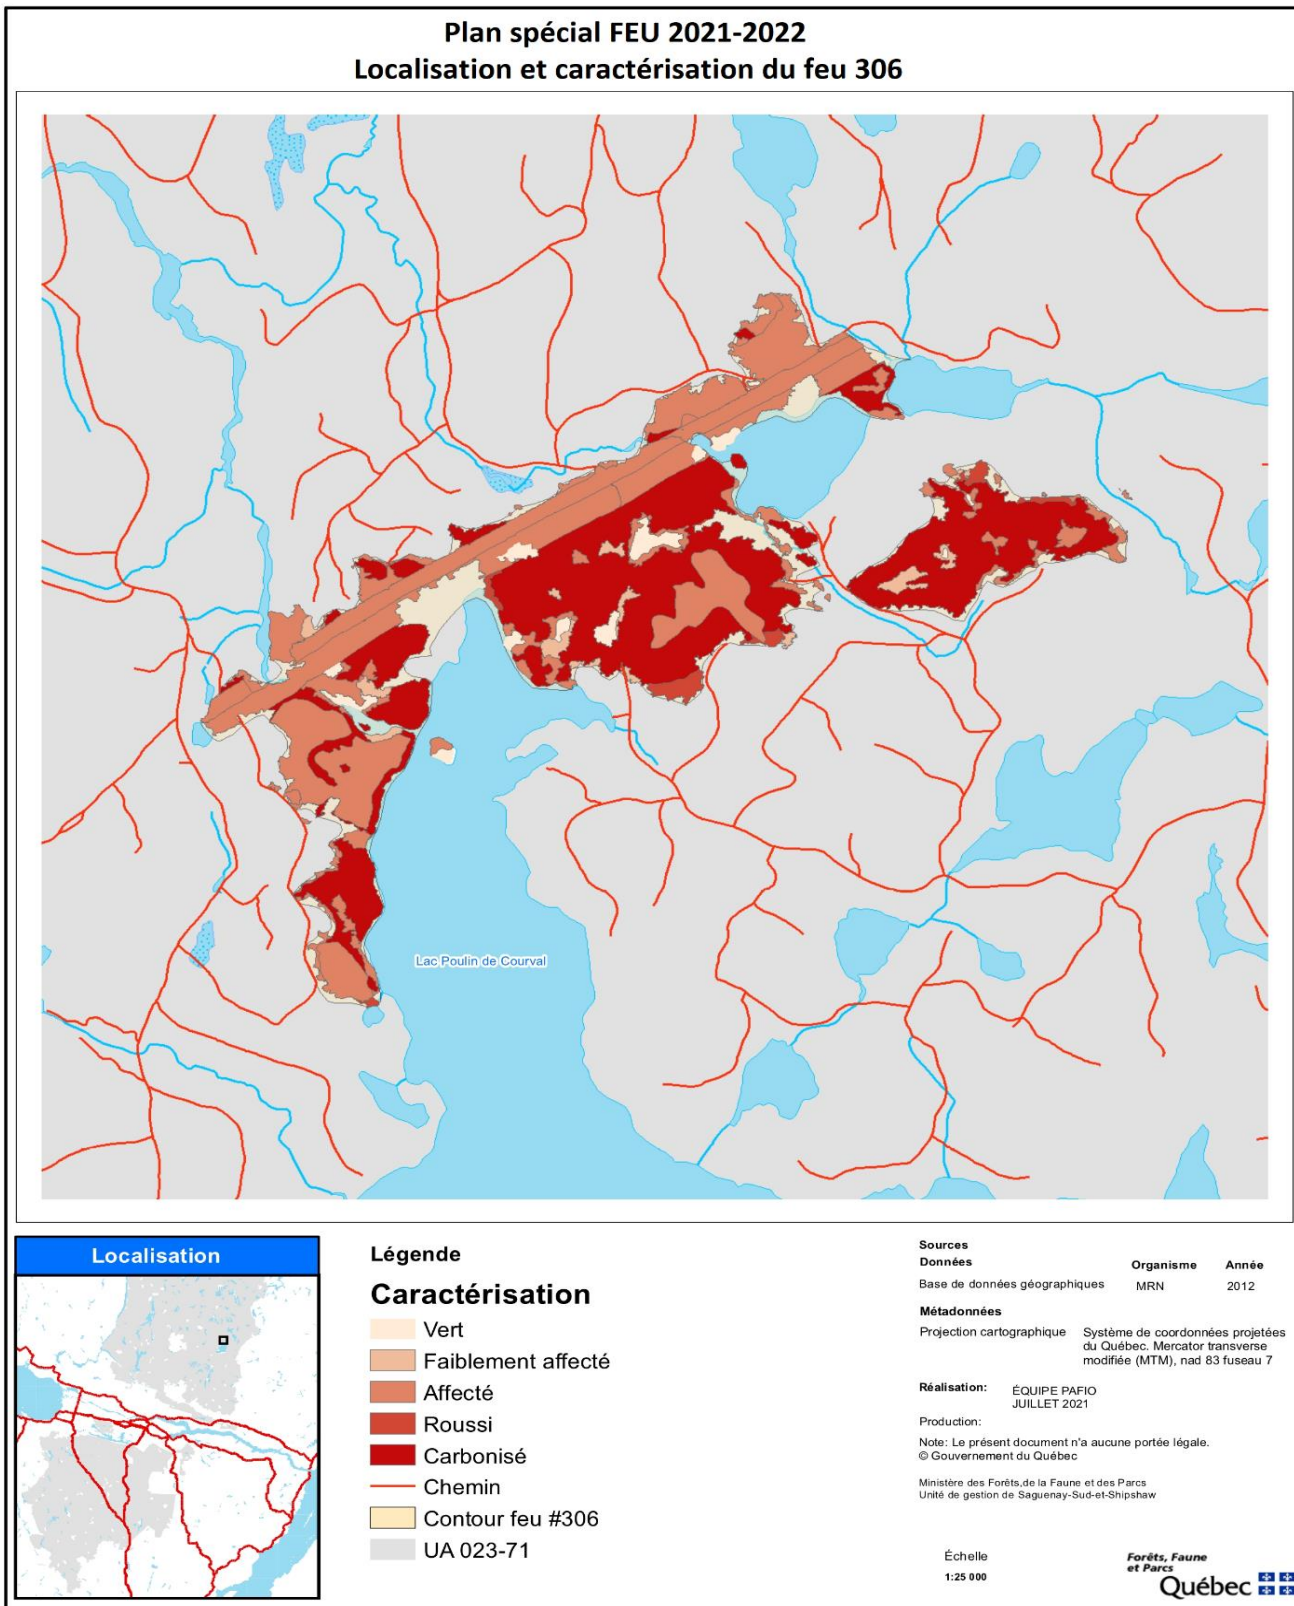 Plan spécial FEU 2021-2022
Localisation et caractérisation du feu 306
Lac Poulin de Courval
Localisation
Légende
Caractérisation
Vert
Faiblement affecté
Affecté
Roussi
Carbonisé
Chemin
Contour feu #306
UA 023-71
Sources
Données Organisme Année
Base de données géographiques MRN 2012
Métadonnées
Projection cartographique Système de coordonnées projetées
du Québec. Mercator transverse
modifiée (MTM), nad 83 fuseau 7
Réalisation: ÉQUIPE PAFIO
JUILLET 2021
Production:
Note: Le présent document n'a aucune portée légale.
© Gouvernement du Québec
Ministère des Forêts,de la Faune et des Parcs
Unité de gestion de Saguenay-Sud-et-Shipshaw
Échelle
1:25 000
Forêts, Faune
et Parcs
Québec